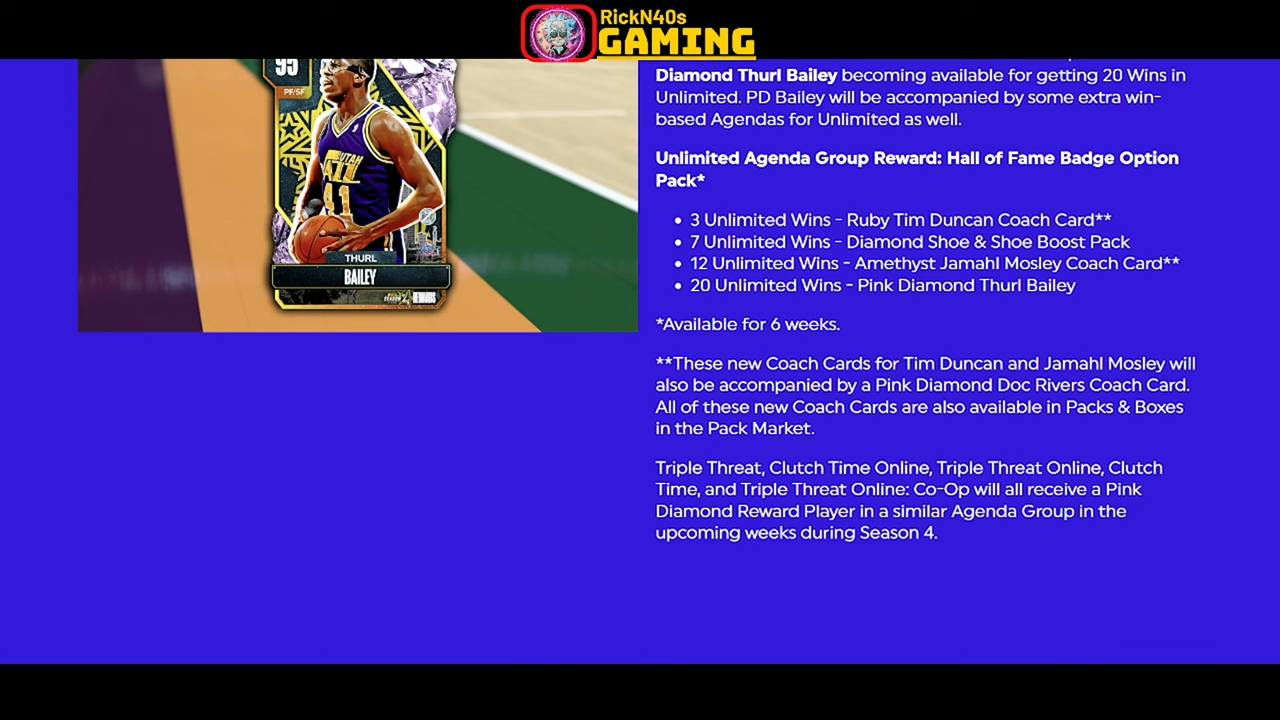 RickN40s
GAMING
95
PF/SF
UTAH
JAZZ
41
THURL
BAILEY
SEASON 4 REWARDS
Diamond Thurl Bailey becoming available for getting 20 Wins in
Unlimited. PD Bailey will be accompanied by some extra win-
based Agendas for Unlimited as well.
Unlimited Agenda Group Reward: Hall of Fame Badge Option
Pack*
• 3 Unlimited Wins - Ruby Tim Duncan Coach Card**
• 7 Unlimited Wins - Diamond Shoe & Shoe Boost Pack
• 12 Unlimited Wins - Amethyst Jamahl Mosley Coach Card**
• 20 Unlimited Wins - Pink Diamond Thurl Bailey
*Available for 6 weeks.
**These new Coach Cards for Tim Duncan and Jamahl Mosley will
also be accompanied by a Pink Diamond Doc Rivers Coach Card.
All of these new Coach Cards are also available in Packs & Boxes
in the Pack Market.
Triple Threat, Clutch Time Online, Triple Threat Online, Clutch
Time, and Triple Threat Online: Co-Op will all receive a Pink
Diamond Reward Player in a similar Agenda Group in the
upcoming weeks during Season 4.